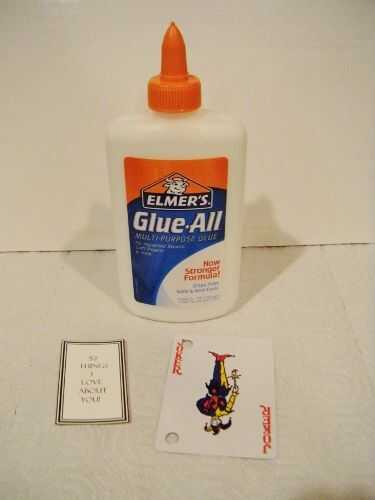 ELMER'S
Glue-All
MULTI-PURPOSE GLUE
Now
Stronger
Formula!
52
THINGS
I
LOVE
ABOUT
YOU!
JOKER
JOKER